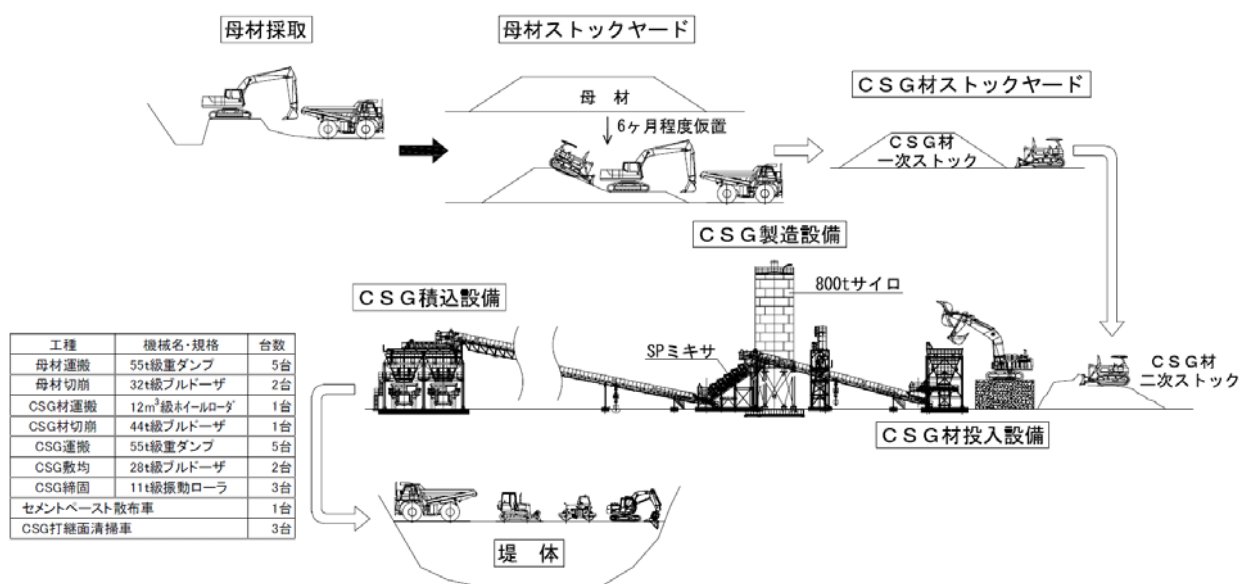 母材採取
母材ストックヤード
CSG材ストックヤード
母 材
6ヶ月程度仮置
CSG材
一次ストック
CSG製造設備
800tサイロ
CSG積込設備
SPミキサ
CSG材
二次ストック
CSG材投入設備
工種 機械名・規格 台数
母材運搬 55t級重ダンプ 5台
母材切崩 32t級ブルドーザ 2台
CSG材運搬 12m³級ホイールローダ 1台
CSG材切崩 44t級ブルドーザ 1台
CSG運搬 55t級重ダンプ 5台
CSG敷均 28t級ブルドーザ 2台
CSG締固 11t級振動ローラ 3台
セメントペースト散布車 1台
CSG打継面清掃車 3台
堤 体